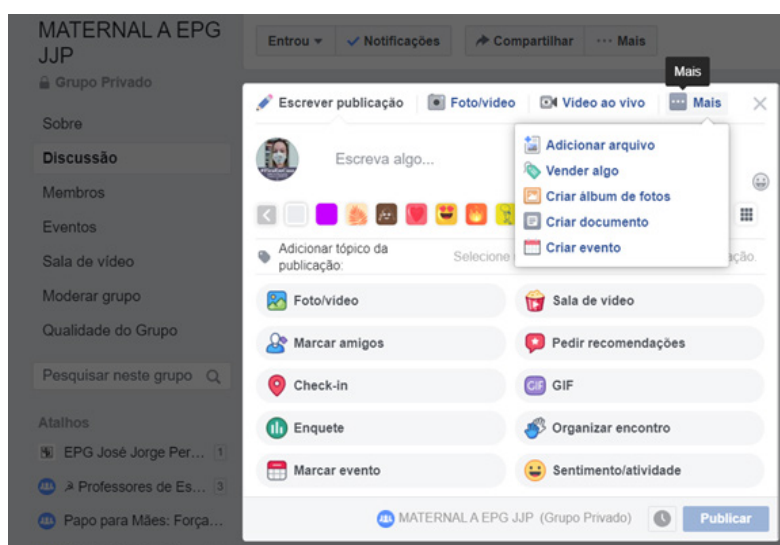 MATERNAL A EPG
JJP
Grupo Privado
Sobre
Discussão
Membros
Eventos
Sala de vídeo
Moderar grupo
Qualidade do Grupo
Pesquisar neste grupo
Atalhos
EPG José Jorge Per... 1
Professores de Es... 3
Papo para Mães: Força...
Entrou
Notificações
Compartilhar
Mais
Mais
Escrever publicação
Foto/vídeo
Vídeo ao vivo
Mais
Escreva algo...
Adicionar arquivo
Vender algo
Criar álbum de fotos
Criar documento
Criar evento
Adicionar tópico da
publicação:
Selecione
Foto/vídeo
Sala de vídeo
Marcar amigos
Pedir recomendações
Check-in
GIF
GIF
Enquete
Organizar encontro
Marcar evento
Sentimento/atividade
MATERNAL A EPG JJP (Grupo Privado)
Publicar